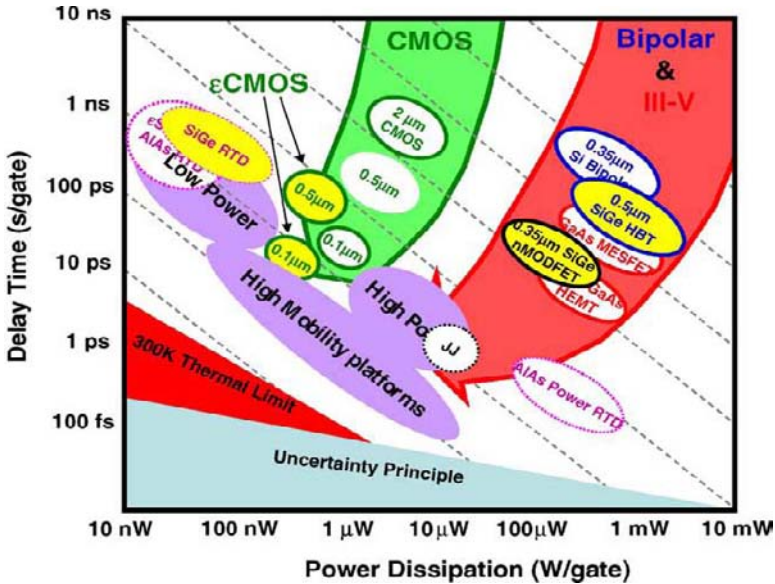 10 ns
1 ns
100 ps
10 ps
1 ps
100 fs
Delay Time (s/gate)
CMOS
Bipolar
&
III-V
εCMOS
2 μm
CMOS
0.5μm
0.1μm
0.5μm
0.1μm
SiGe RTD
AlAs RTD
Low Power
0.35μm
Si Bipolar
0.5μm
SiGe HBT
GaAs MESFET
0.35μm SiGe
nMODFET
GaAs
HEMT
High Mobility platforms
High
JJ
AlAs Power RTD
300K Thermal Limit
Uncertainty Principle
10 nW
100 nW
1 μW
10μW
100μW
1 mW
10 mW
Power Dissipation (W/gate)